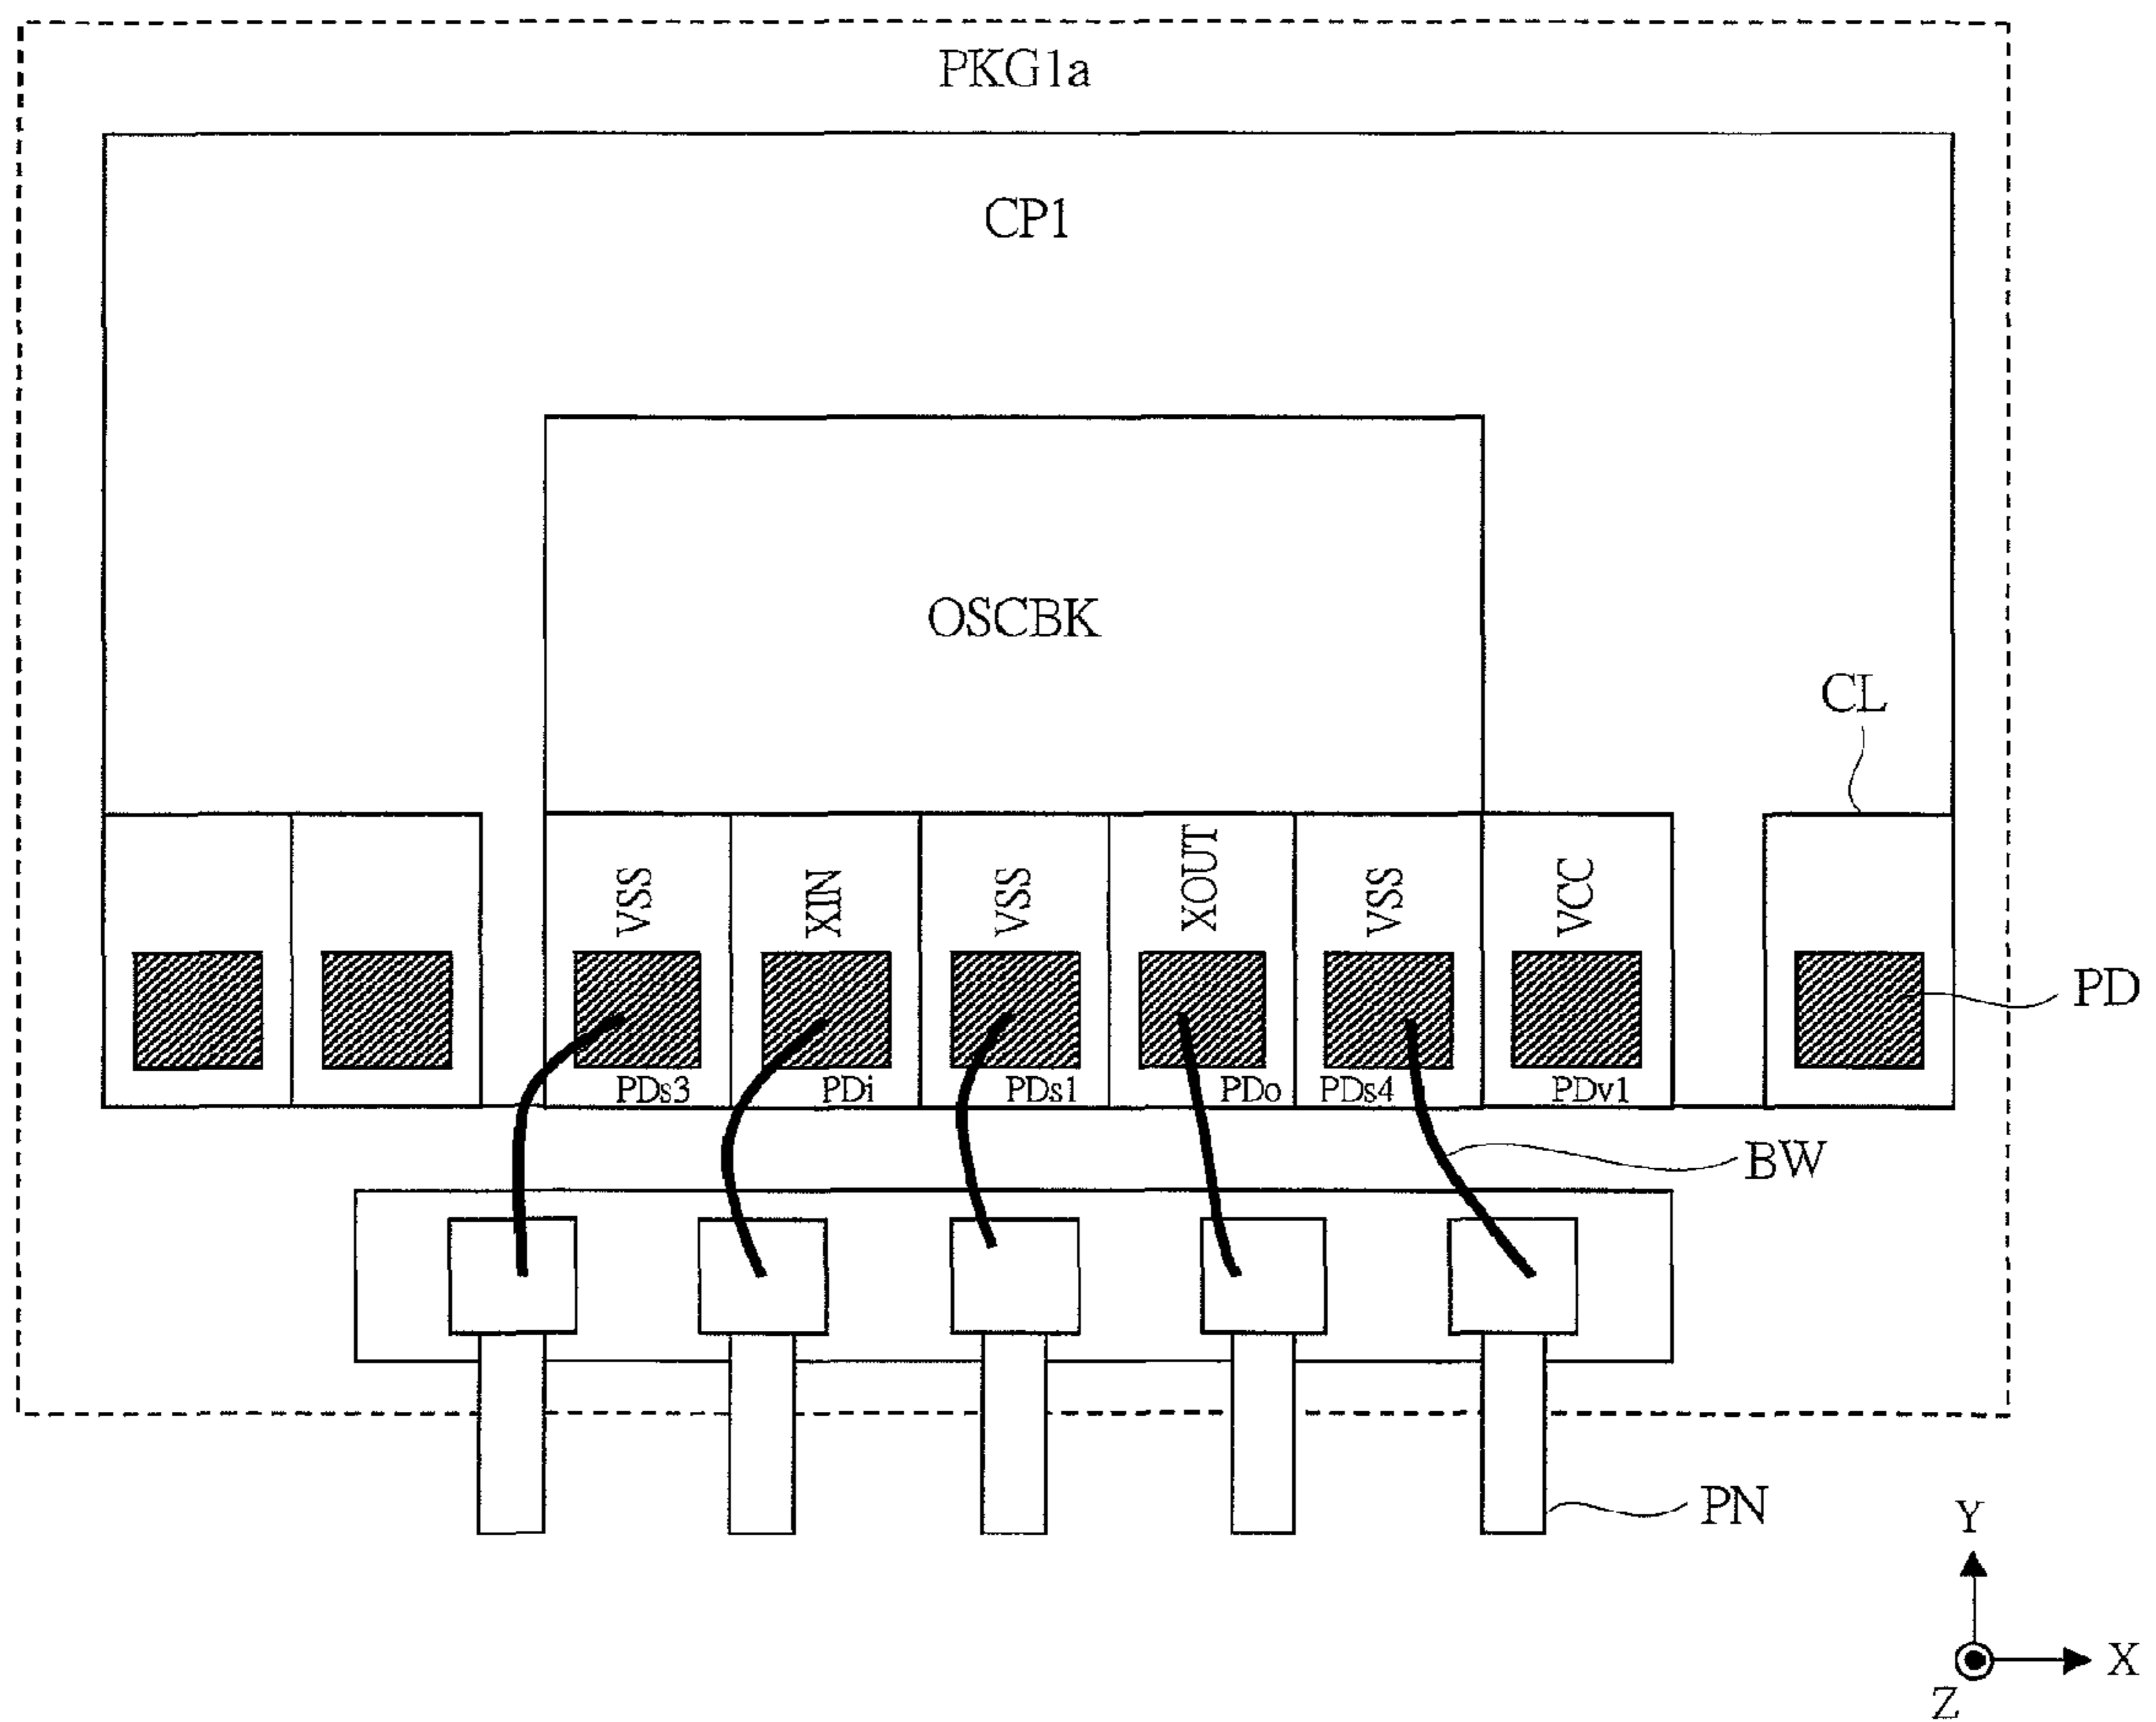 PKG1a
CP1
OSCBK
CL
VSS
XIN
VSS
XOUT
VSS
VCC
PD
PDs3
PDi
PDs1
PDo
PDs4
PDv1
BW
PN
Y
X
Z